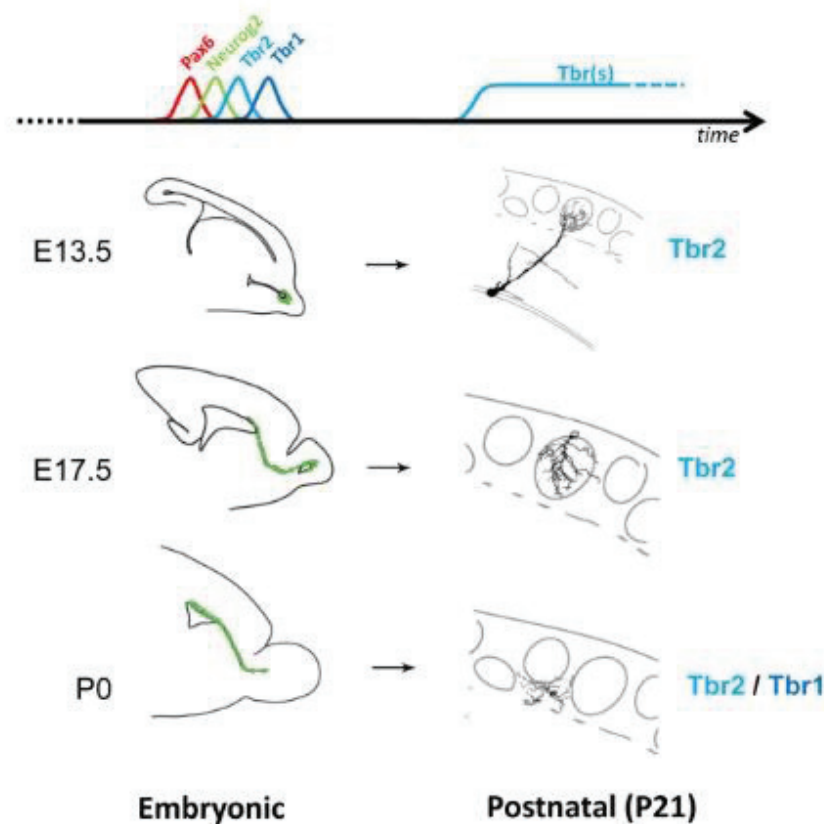 Pax6
Neurog2
Tbr2
Tbr1
Tbr(s)
time
E13.5
Tbr2
E17.5
Tbr2
P0
Tbr2 / Tbr1
Embryonic
Postnatal (P21)